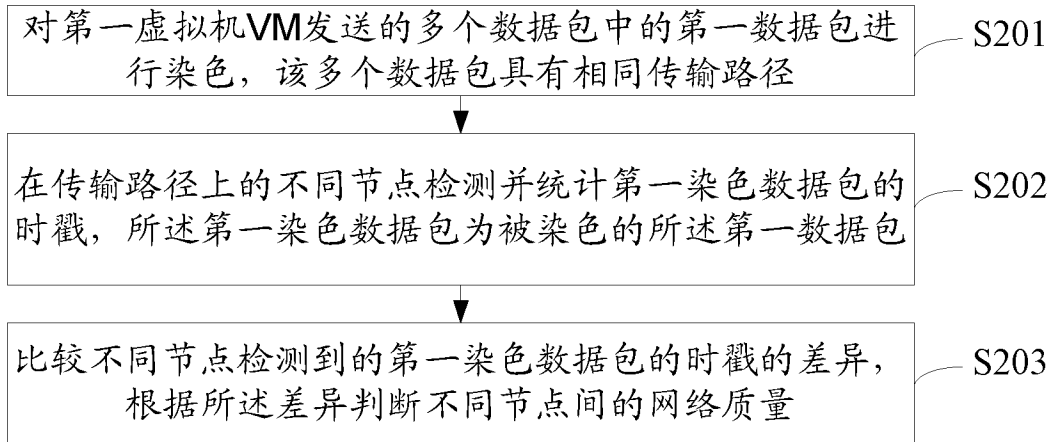 对第一虚拟机VM发送的多个数据包中的第一数据包进
行染色，该多个数据包具有相同传输路径
S201
在传输路径上的不同节点检测并统计第一染色数据包的
时戳，所述第一染色数据包为被染色的所述第一数据包
S202
比较不同节点检测到的第一染色数据包的时戳的差异，
根据所述差异判断不同节点间的网络质量
S203